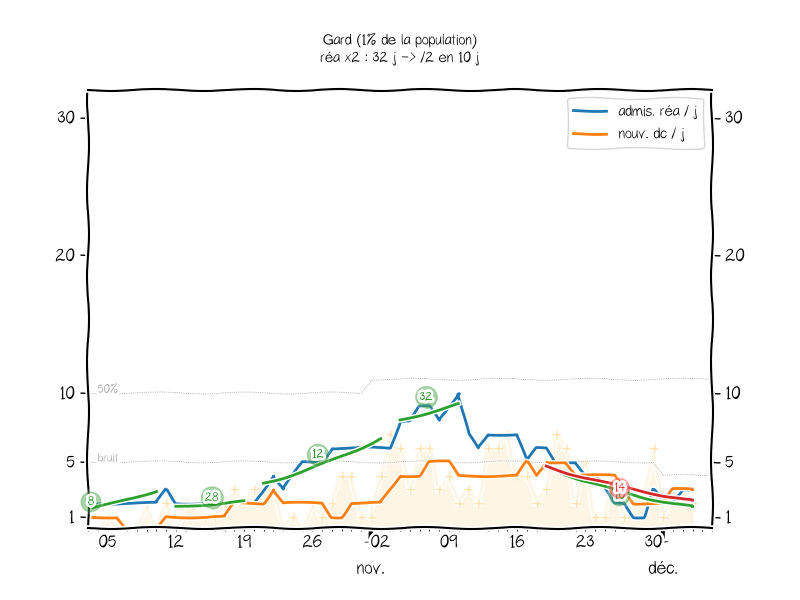 Gard (1% de la population)
réa x2 : 32 j -> /2 en 10 j
admis. réa / j
nouv. dc / j
30
30
20
20
10
50%
10
5
bruit
5
1
1
8
28
12
32
14
05 12 19 26 02 09 16 23 30
nov. déc.